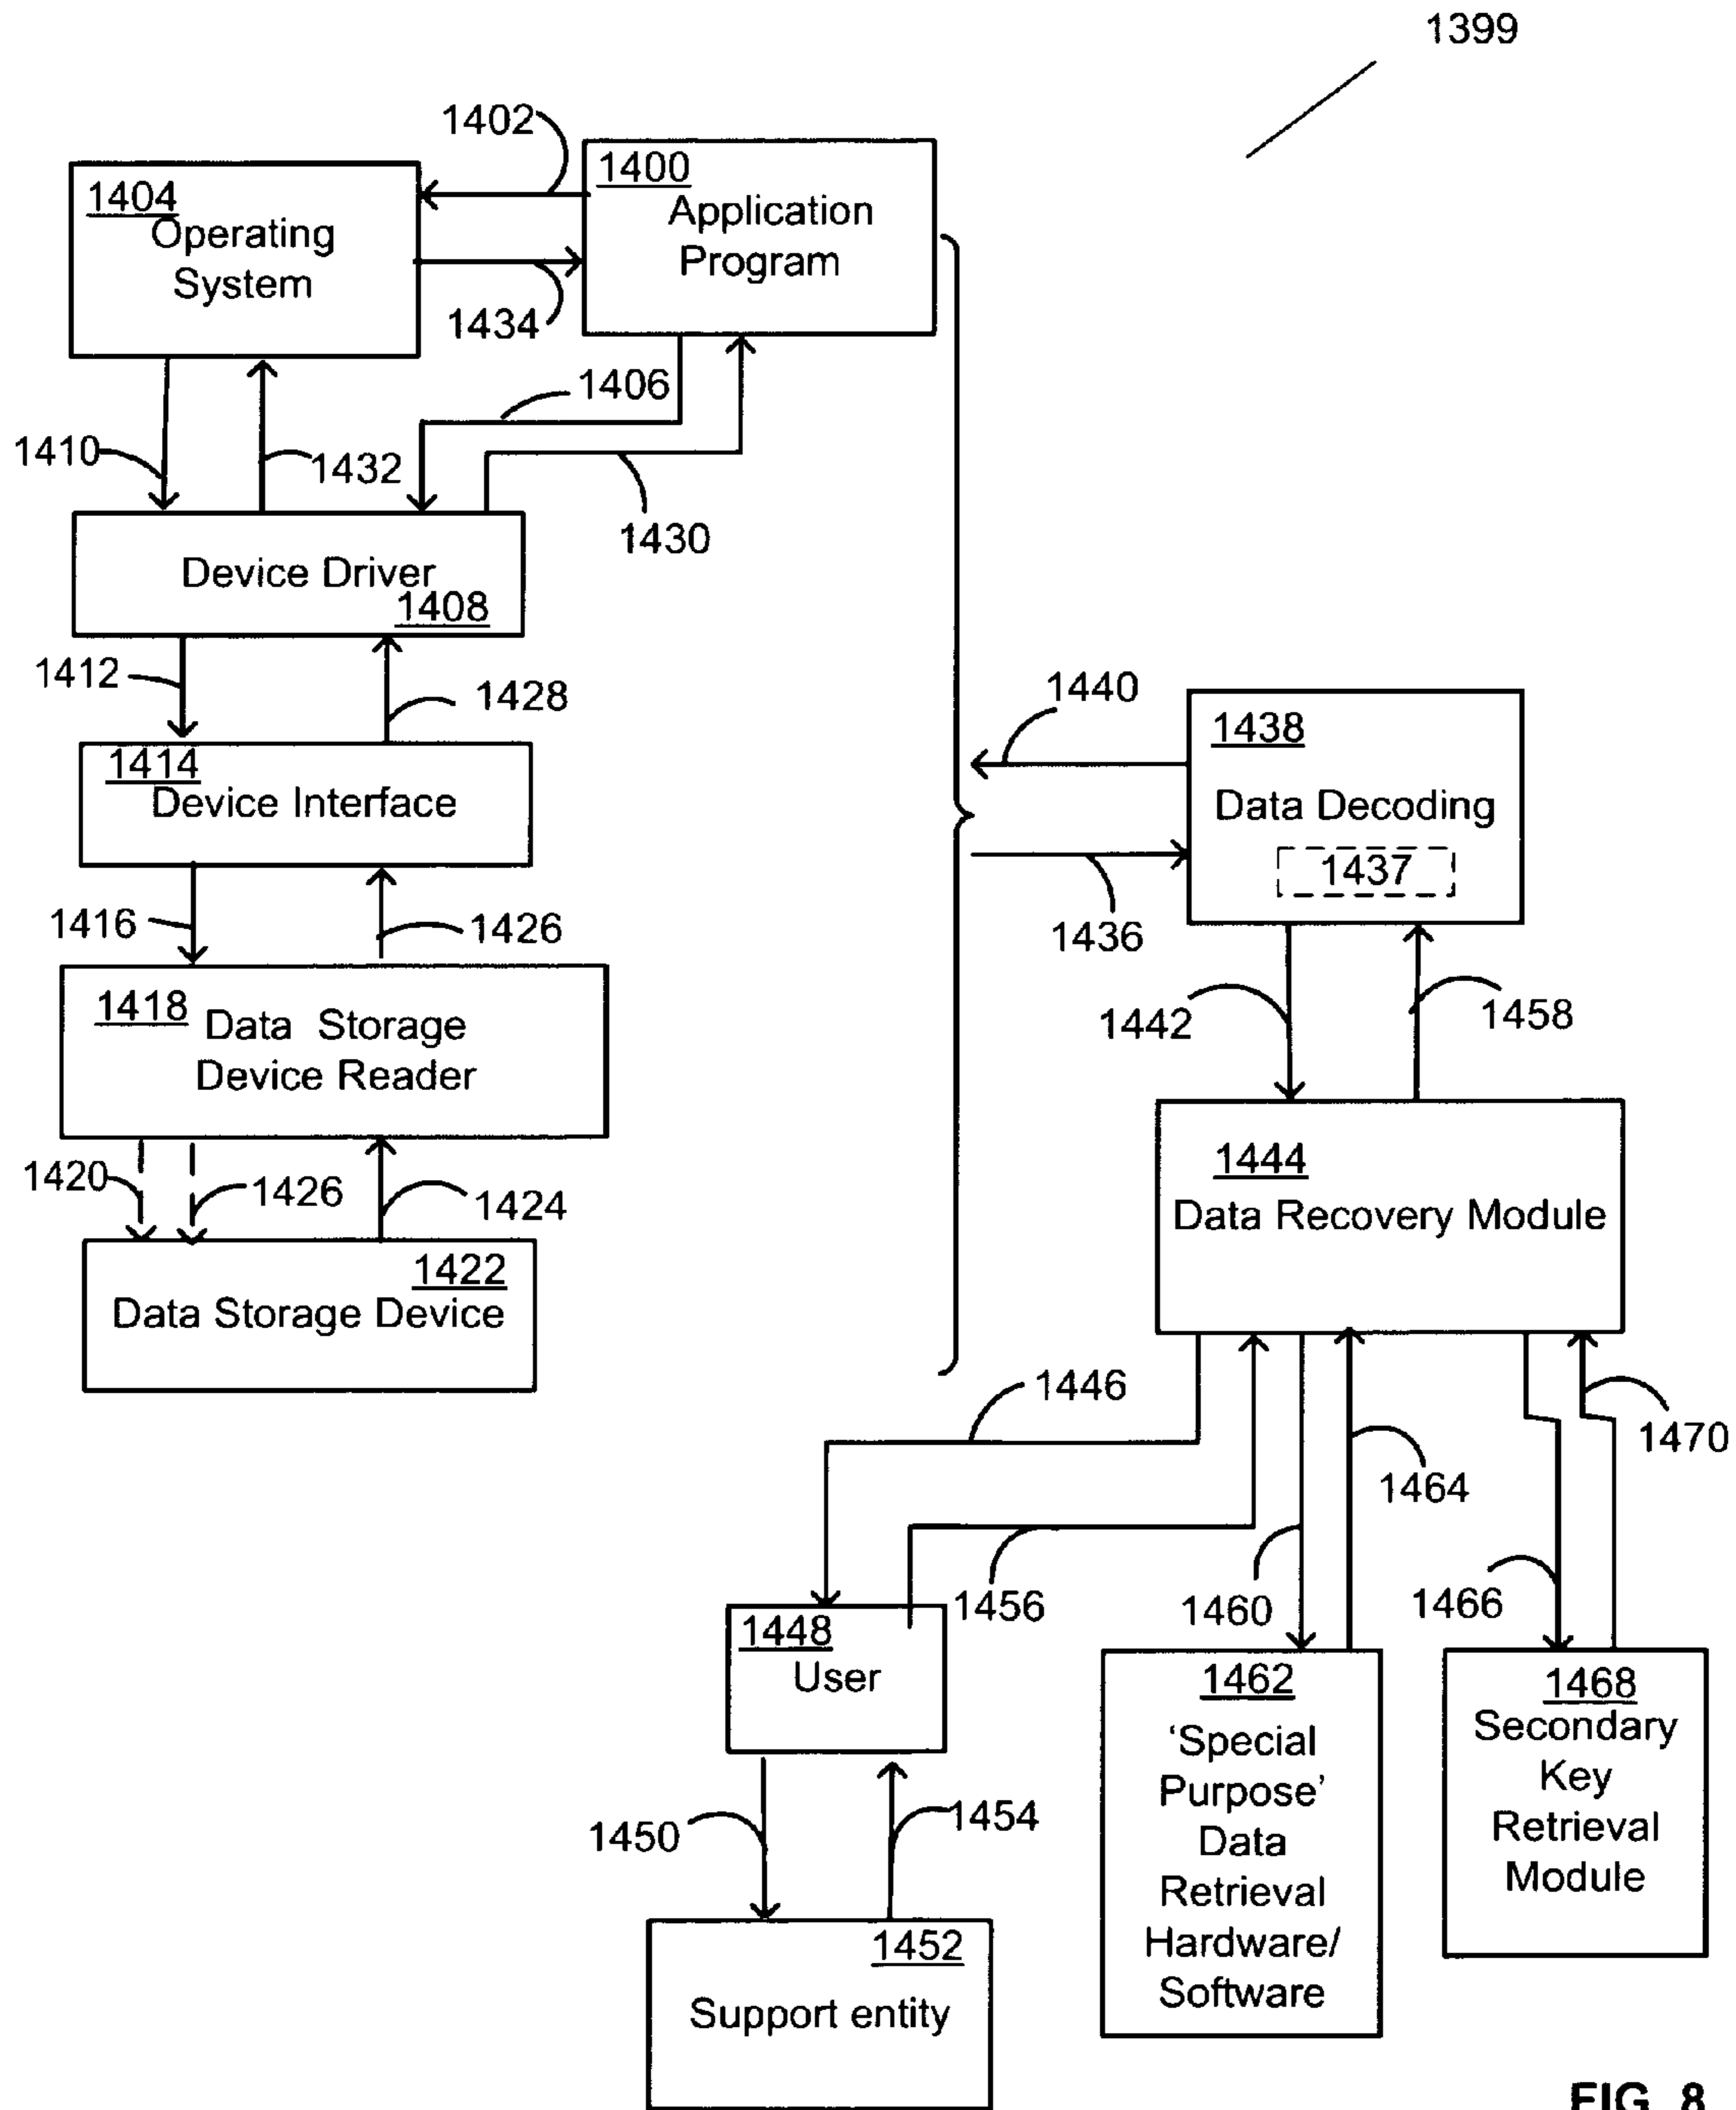 1399
1402
1400
Application
Program
1404
Operating
System
1434
1406
1410
1432
1430
Device Driver
1408
1412
1428
1440
1438
Data Decoding
1437
1414
Device Interface
1416
1426
1436
1418
Data Storage
Device Reader
1442
1458
1420
1426
1424
1444
Data Recovery Module
1422
Data Storage Device
1446
1470
1464
1456
1460
1466
1448
User
1462
'Special
Purpose'
Data
Retrieval
Hardware/
Software
1468
Secondary
Key
Retrieval
Module
1450
1454
1452
Support entity
FIG. 8